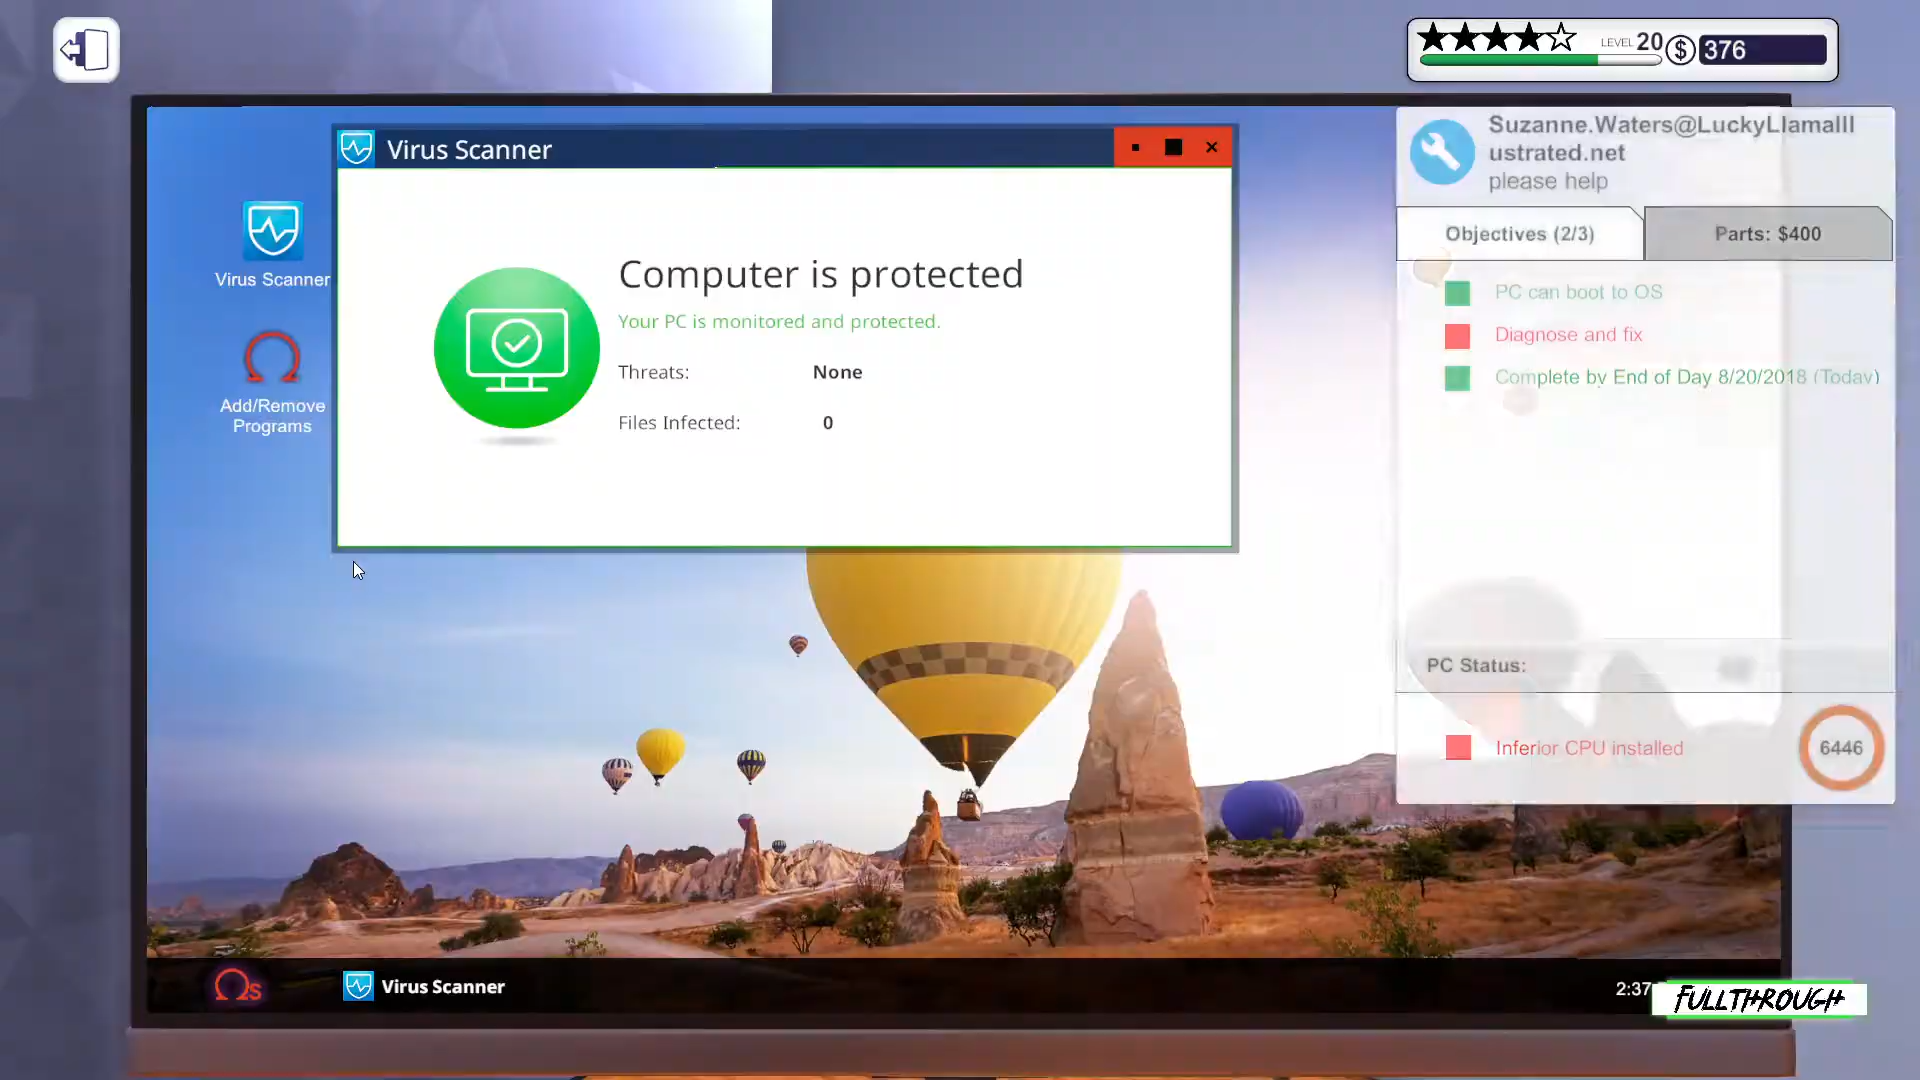 LEVEL 20
$ 376
Virus Scanner
Suzanne.Waters@LuckyLlamaIll
ustrated.net
please help
Objectives (2/3)
Parts: $400
PC can boot to OS
Diagnose and fix
Complete by End of Day 8/20/2018 (Today)
Virus Scanner
Add/Remove
Programs
Computer is protected
Your PC is monitored and protected.
Threats: None
Files Infected: 0
PC Status:
Inferior CPU installed
6446
Ωs
Virus Scanner
2:37
FULLTHROUGH